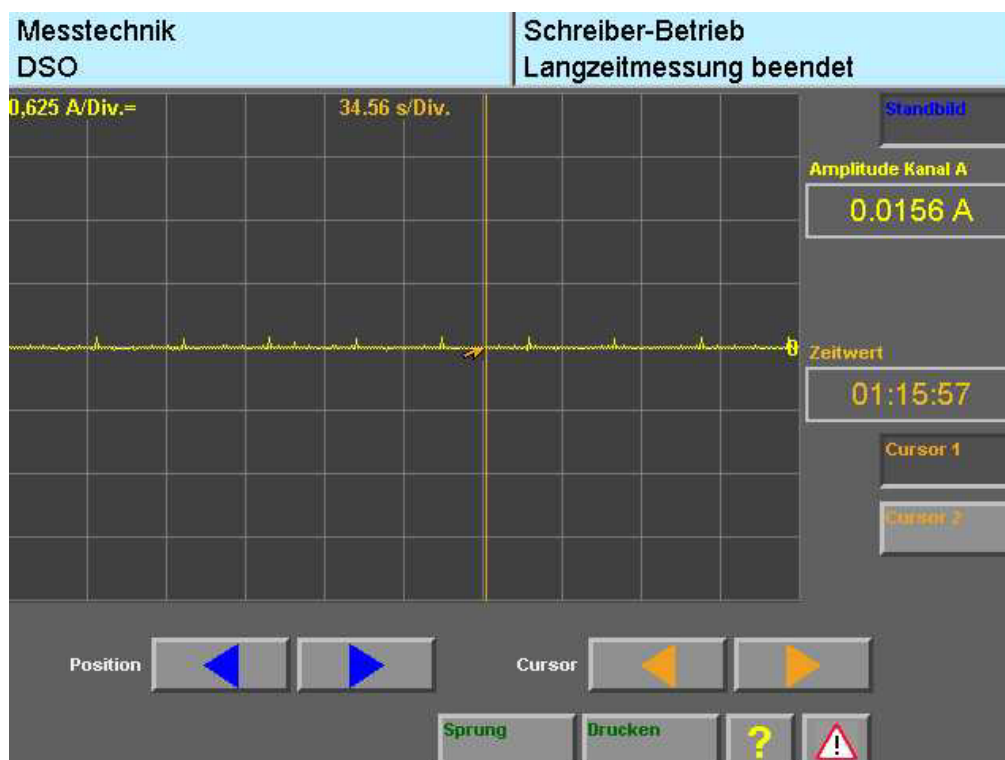 Messtechnik
DSO
Schreiber-Betrieb
Langzeitmessung beendet
0,625 A/Div.=
34.56 s/Div.
Standbild
Amplitude Kanal A
0.0156 A
0
Zeitwert
01:15:57
Cursor 1
Cursor 2
Position
Cursor
Sprung
Drucken
?
!